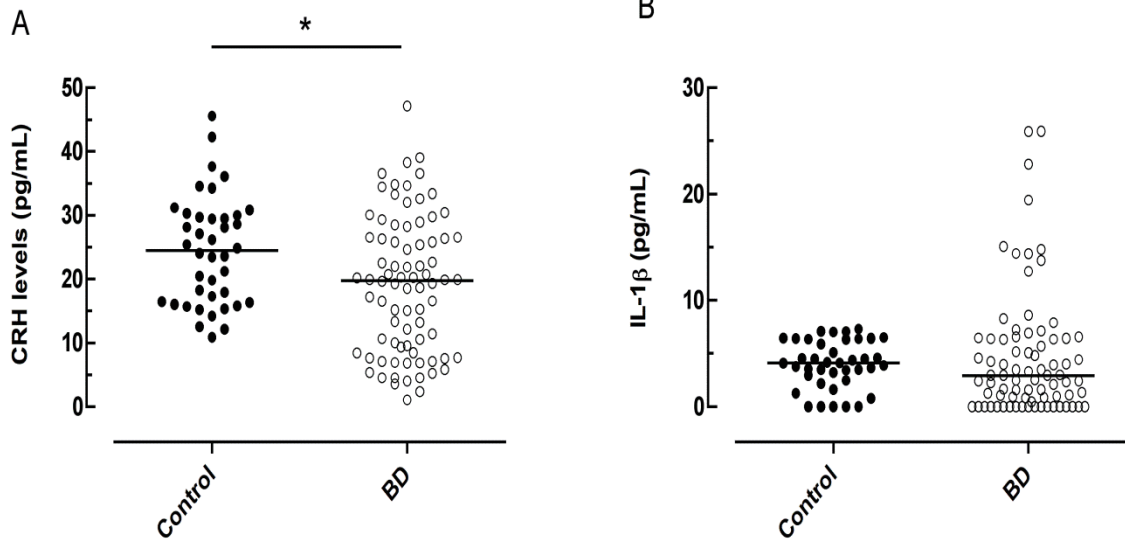 A
*
CRH levels (pg/mL)
50
40
30
20
10
0
Control
BD
B
IL-1β (pg/mL)
30
20
10
0
Control
BD